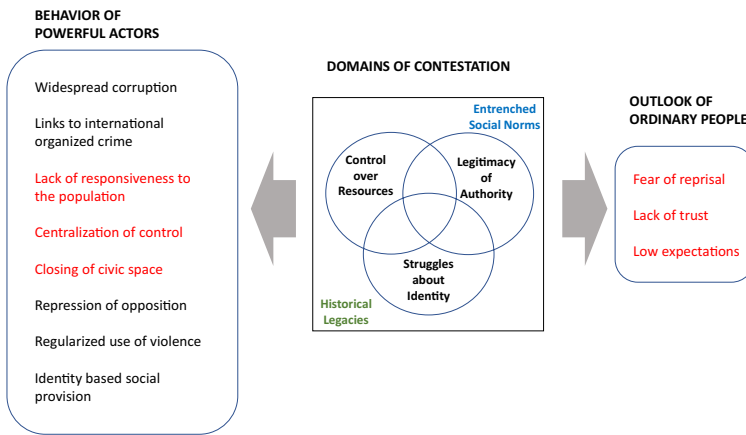 BEHAVIOR OF
POWERFUL ACTORS
Widespread corruption
Links to international
organized crime
Lack of responsiveness to
the population
Centralization of control
Closing of civic space
Repression of opposition
Regularized use of violence
Identity based social
provision
DOMAINS OF CONTESTATION
Entrenched
Social Norms
Control
over
Resources
Legitimacy
of
Authority
Struggles
about
Identity
Historical
Legacies
OUTLOOK OF
ORDINARY PEOPLE
Fear of reprisal
Lack of trust
Low expectations